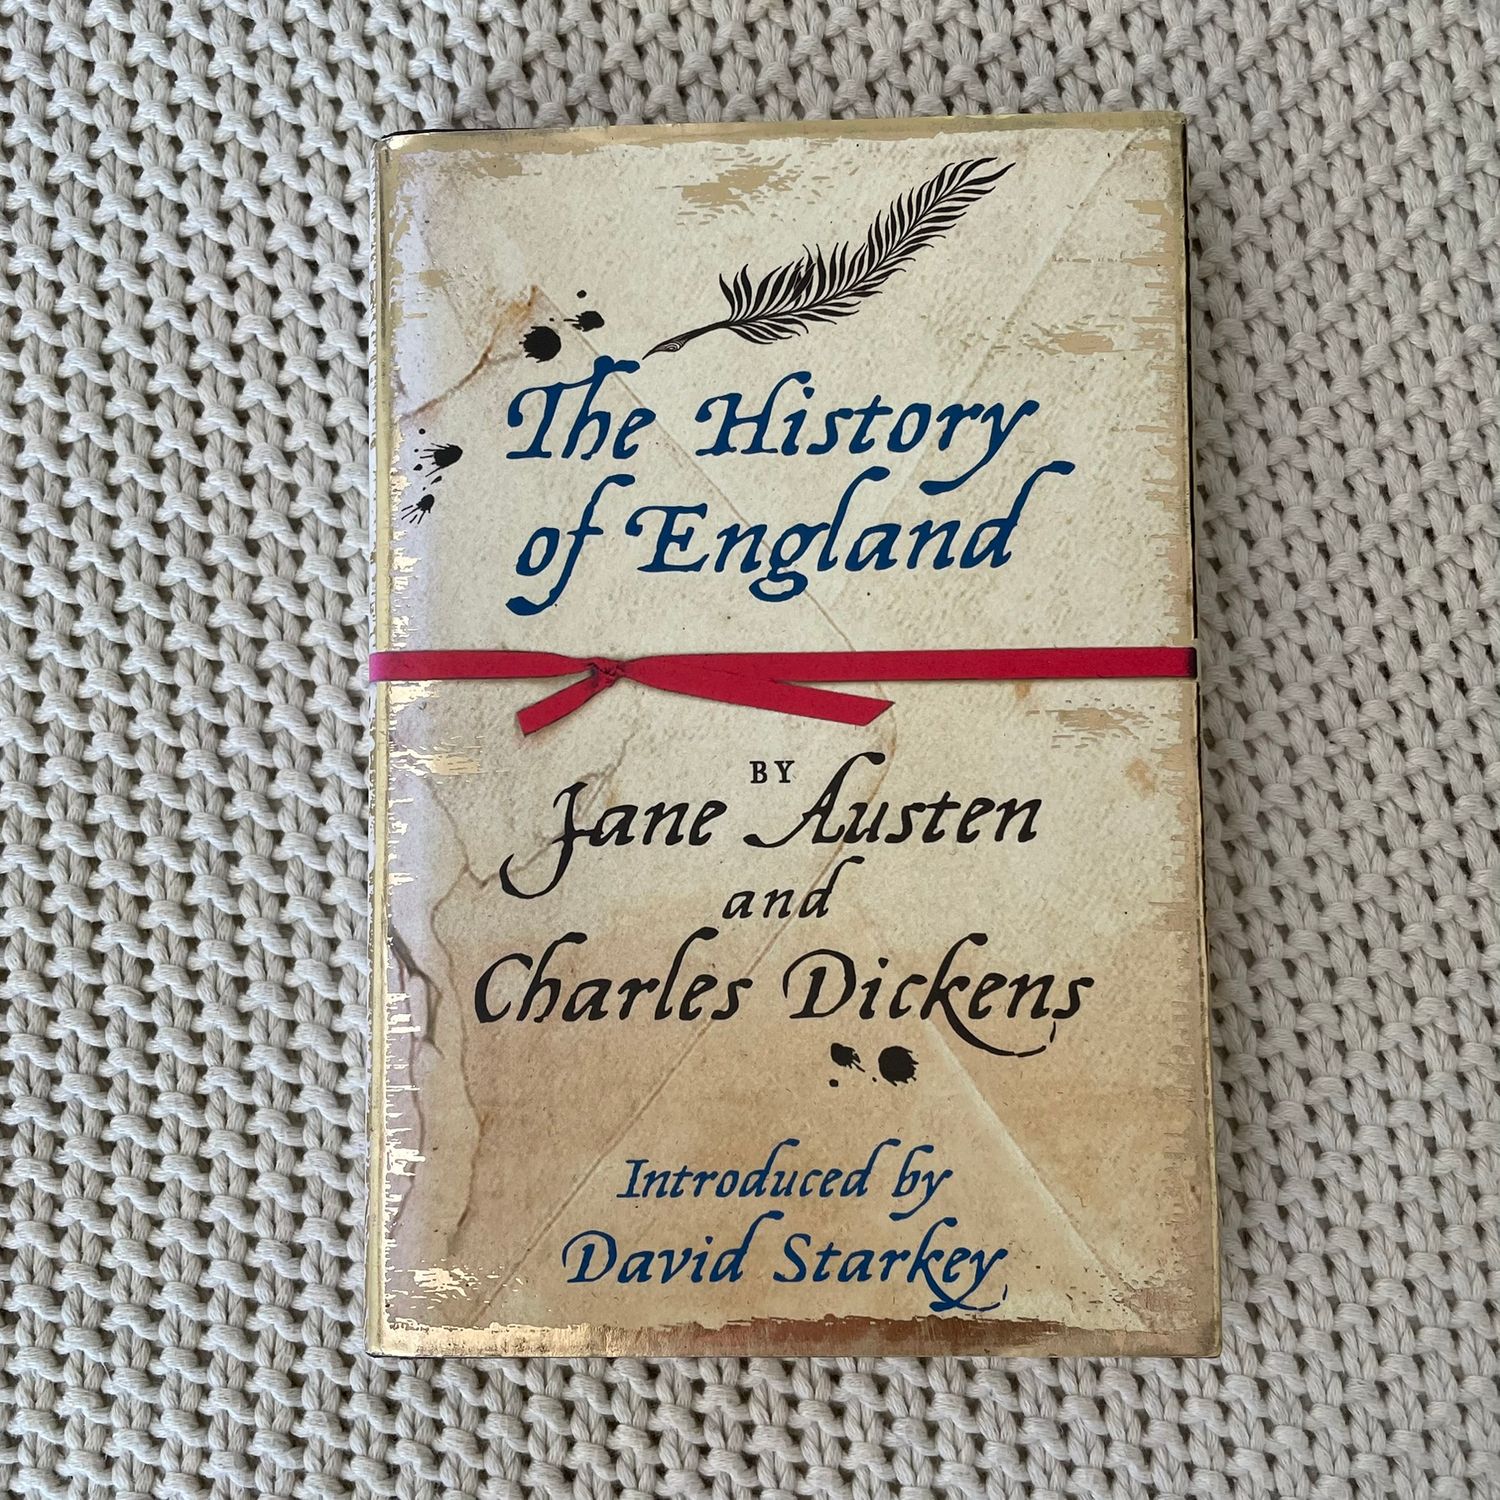 The History
of England
BY
Jane Austen
and
Charles Dickens
Introduced by
David Starkey